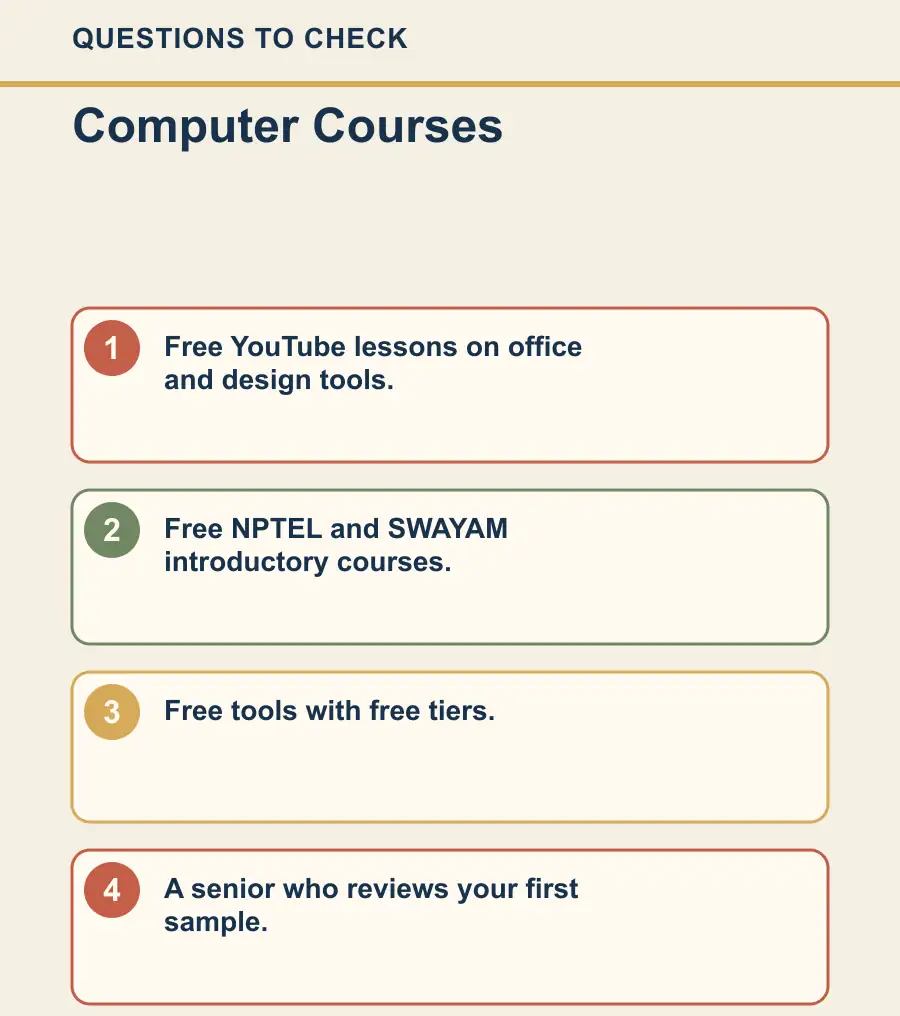 QUESTIONS TO CHECK
Computer Courses
1
Free YouTube lessons on office
and design tools.
2
Free NPTEL and SWAYAM
introductory courses.
3
Free tools with free tiers.
4
A senior who reviews your first
sample.